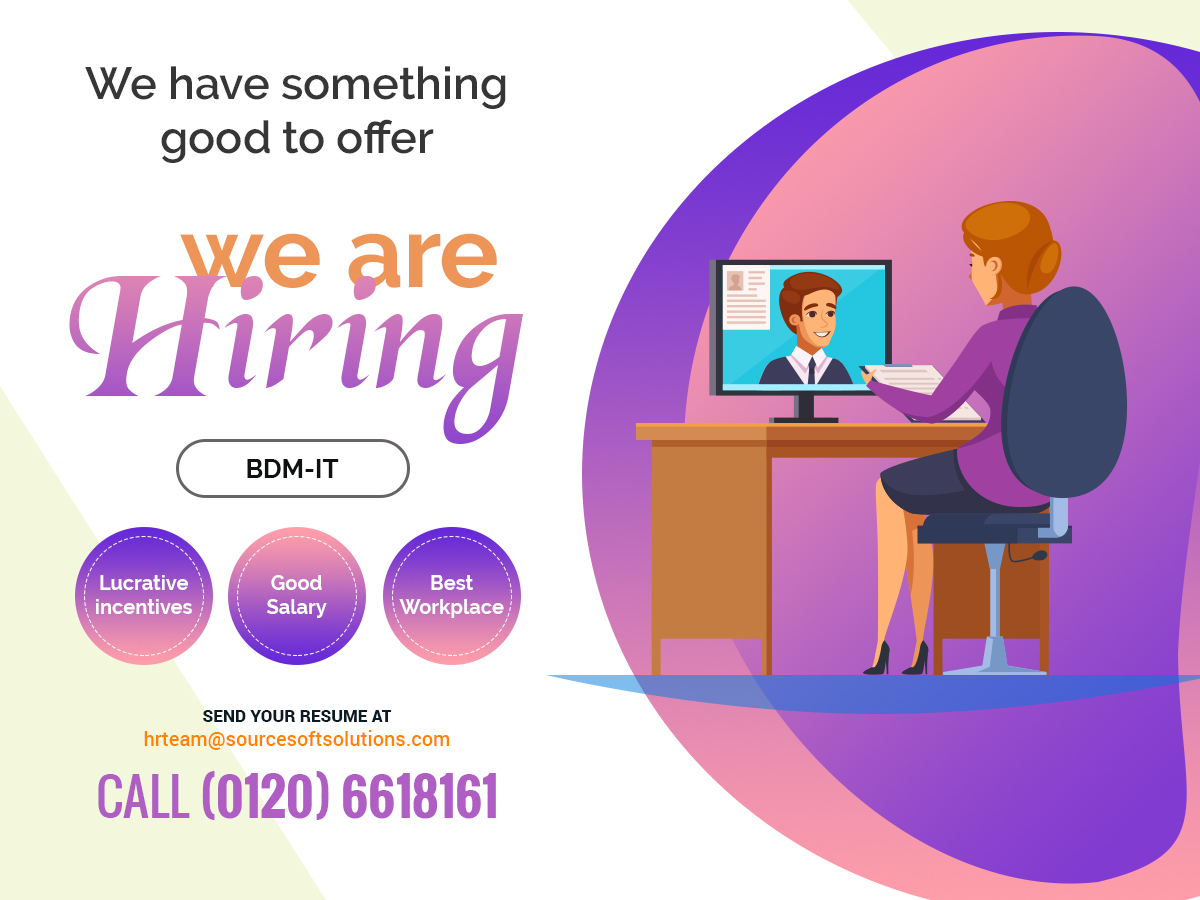 We have something
good to offer
we are
Hiring
BDM-IT
Lucrative
incentives
Good
Salary
Best
Workplace
SEND YOUR RESUME AT
hrteam@sourcesoftsolutions.com
CALL (0120) 6618161